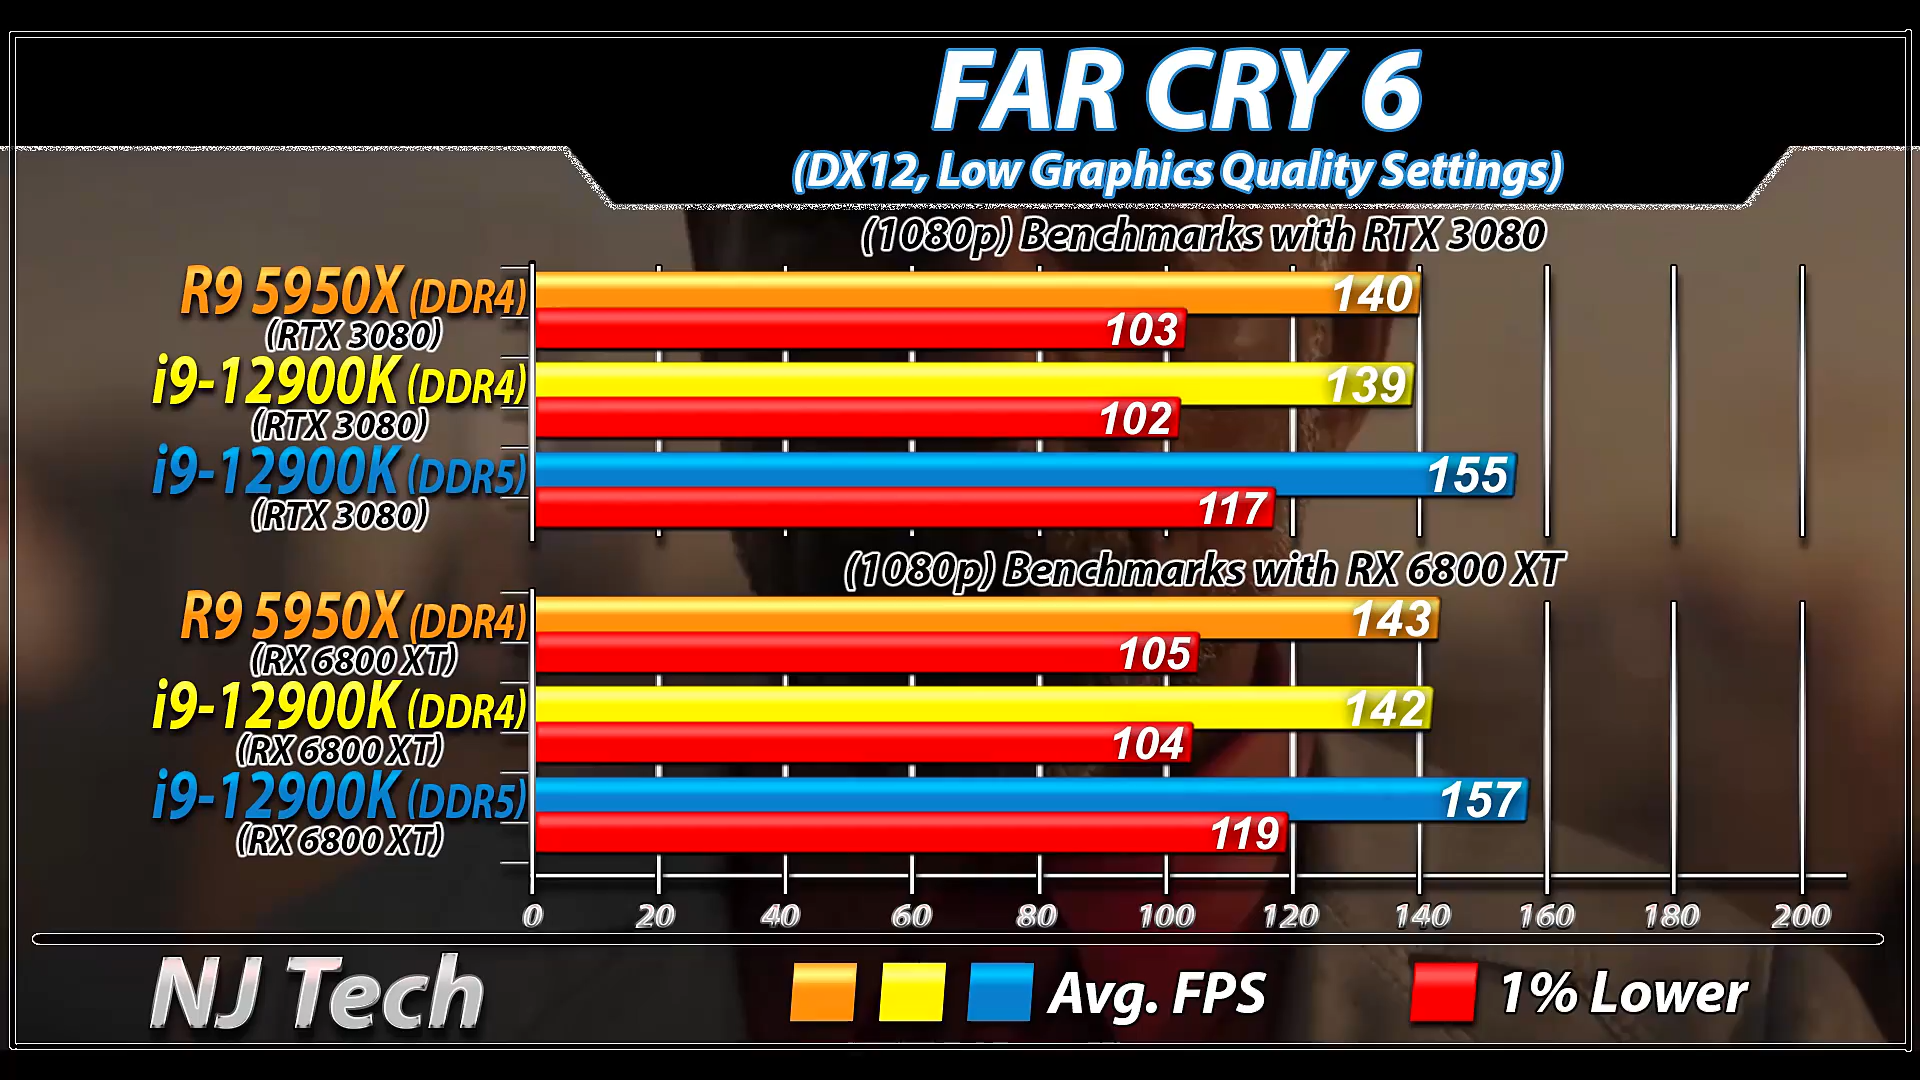 FAR CRY 6
(DX12, Low Graphics Quality Settings)
(1080p) Benchmarks with RTX 3080
R9 5950X (DDR4)
140
(RTX 3080)
103
i9-12900K (DDR4)
139
(RTX 3080)
102
i9-12900K (DDR5)
155
(RTX 3080)
117
(1080p) Benchmarks with RX 6800 XT
R9 5950X (DDR4)
143
(RX 6800 XT)
105
i9-12900K (DDR4)
142
(RX 6800 XT)
104
i9-12900K (DDR5)
157
(RX 6800 XT)
119
0 20 40 60 80 100 120 140 160 180 200
NJ Tech
Avg. FPS
1% Lower